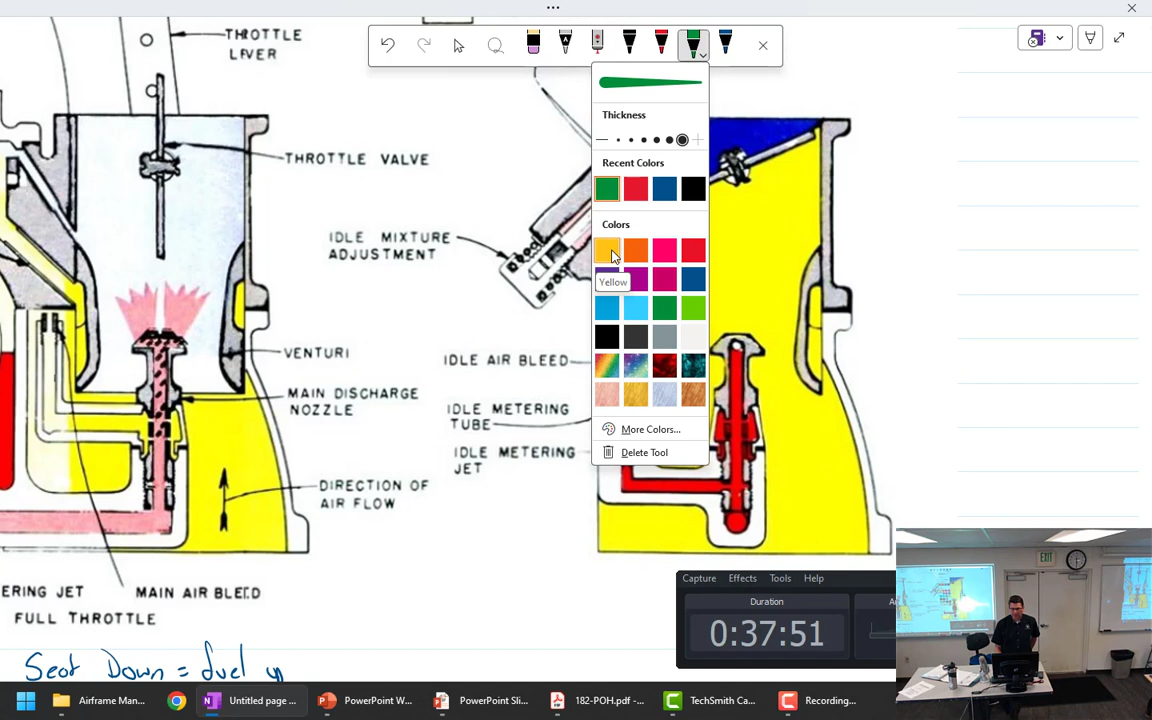 THROTTLE
LEVER
THROTTLE VALVE
IDLE MIXTURE
ADJUSTMENT
VENTURI
MAIN DISCHARGE
NOZZLE
DIRECTION OF
AIR FLOW
ERING JET
MAIN AIR BLEED
FULL THROTTLE
IDLE AIR BLEED
IDLE METERING
TUBE
IDLE METERING
JET
Thickness
Recent Colors
Colors
Yellow
More Colors...
Delete Tool
Seat Down = fuel
Capture Effects Tools Help
Duration
0:37:51
EXIT
Airframe Man...
Untitled page ...
PowerPoint W...
PowerPoint Slid...
182-POH.pdf -...
TechSmith Ca...
Recording...